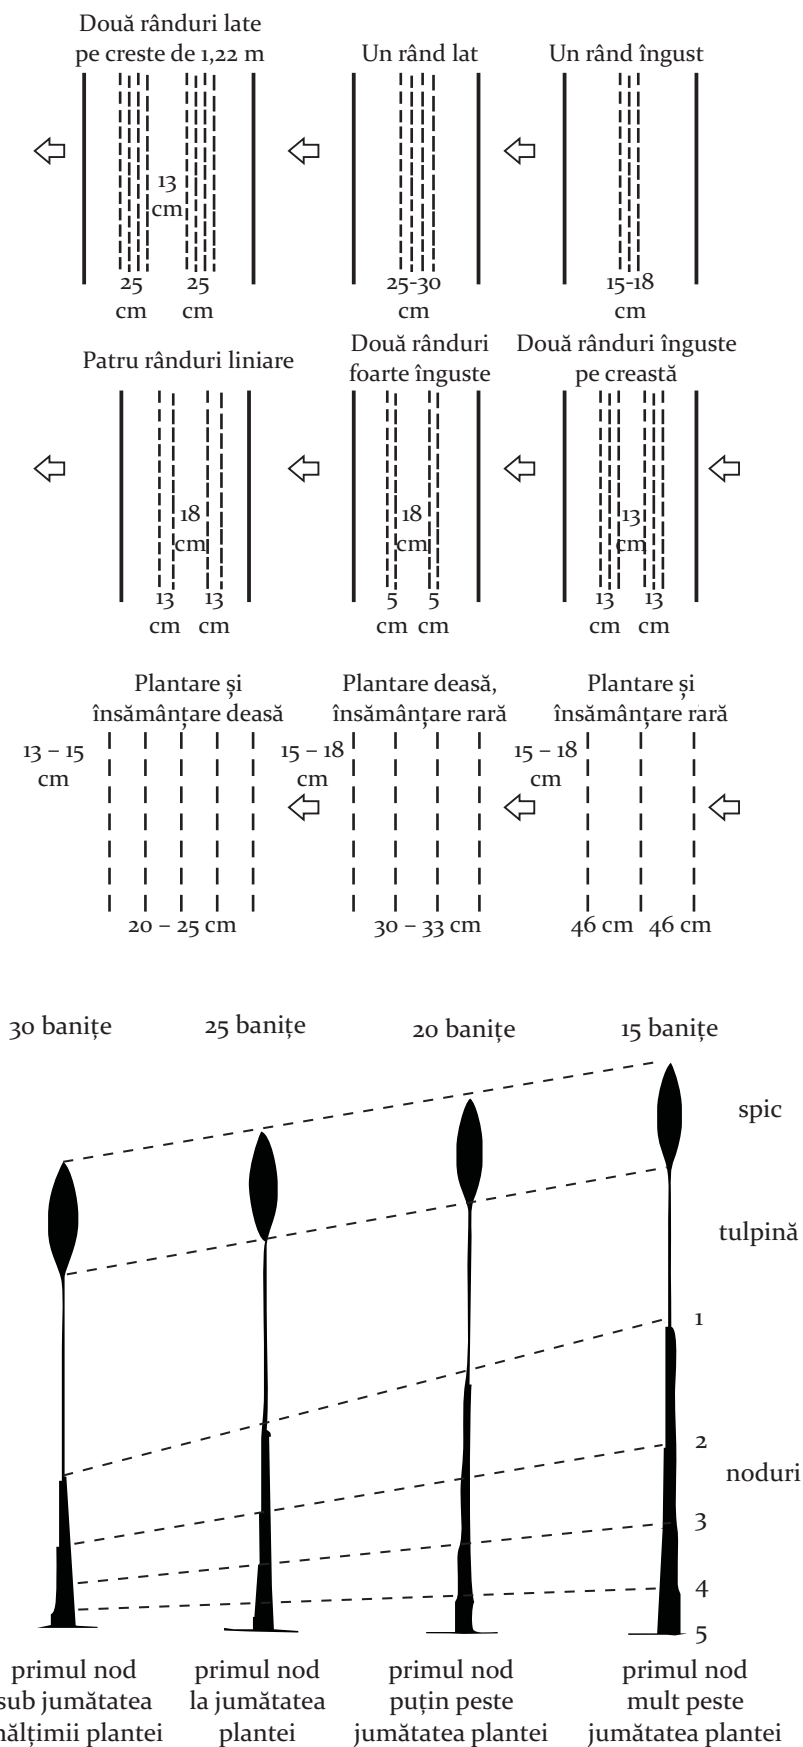 Două rânduri late
pe creste de 1,22 m
Un rând lat
Un rând îngust
13
cm
25
cm
25
cm
25-30
cm
15-18
cm
Patru rânduri liniare
Două rânduri
foarte înguste
Două rânduri înguste
pe creastă
18
cm
18
cm
13
cm
13
cm
13
cm
5
cm
5
cm
13
cm
13
cm
Plantare și
însămânțare deasă
Plantare deasă,
însămânțare rară
Plantare și
însămânțare rară
13 – 15
cm
15 – 18
cm
15 – 18
cm
20 – 25 cm
30 – 33 cm
46 cm
46 cm
30 banițe
25 banițe
20 banițe
15 banițe
spic
tulpină
1
2
noduri
3
4
5
primul nod
sub jumătatea
nălțimii plantei
primul nod
la jumătatea
plantei
primul nod
puțin peste
jumătatea plantei
primul nod
mult peste
jumătatea plantei